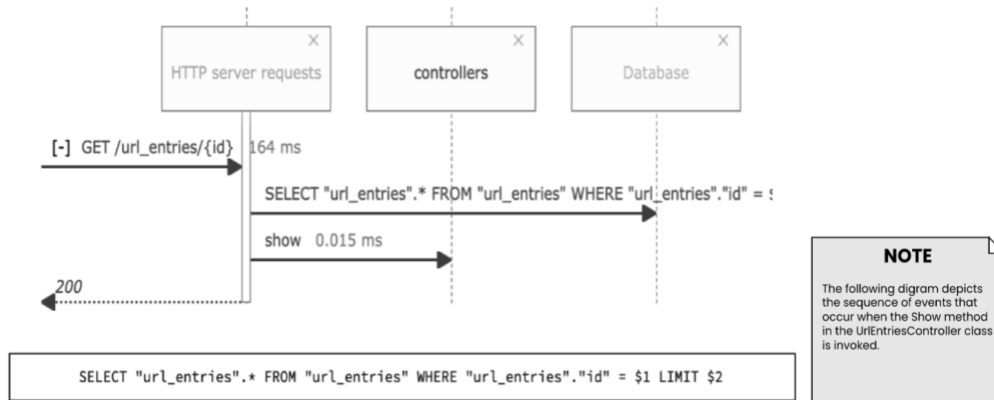 X
X
X
HTTP server requests
controllers
Database
[-] GET /url_entries/{id} 164 ms
SELECT "url_entries".* FROM "url_entries" WHERE "url_entries"."id" =
show 0.015 ms
200
NOTE
The following digram depicts
the sequence of events that
occur when the Show method
in the UrlEntriesController class
is invoked.
SELECT "url_entries".* FROM "url_entries" WHERE "url_entries"."id" = $1 LIMIT $2